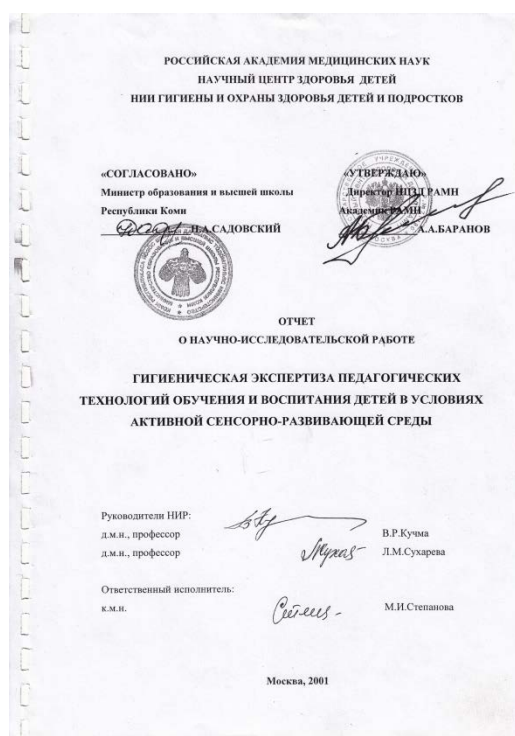 РОССИЙСКАЯ АКАДЕМИЯ МЕДИЦИНСКИХ НАУК
НАУЧНЫЙ ЦЕНТР ЗДОРОВЬЯ ДЕТЕЙ
НИИ ГИГИЕНЫ И ОХРАНЫ ЗДОРОВЬЯ ДЕТЕЙ И ПОДРОСТКОВ
«СОГЛАСОВАНО»
Министр образования и высшей школы
Республики Коми
Н.А.САДОВСКИЙ
«УТВЕРЖДАЮ»
Директор НЦЗД РАМН
Академик РАМН
А.А.БАРАНОВ
ОТЧЕТ
О НАУЧНО-ИССЛЕДОВАТЕЛЬСКОЙ РАБОТЕ
ГИГИЕНИЧЕСКАЯ ЭКСПЕРТИЗА ПЕДАГОГИЧЕСКИХ
ТЕХНОЛОГИЙ ОБУЧЕНИЯ И ВОСПИТАНИЯ ДЕТЕЙ В УСЛОВИЯХ
АКТИВНОЙ СЕНСОРНО-РАЗВИВАЮЩЕЙ СРЕДЫ
Руководители НИР:
д.м.н., профессор В.Р.Кучма
д.м.н., профессор Л.М.Сухарева
Ответственный исполнитель:
к.м.н. М.И.Степанова
Москва, 2001